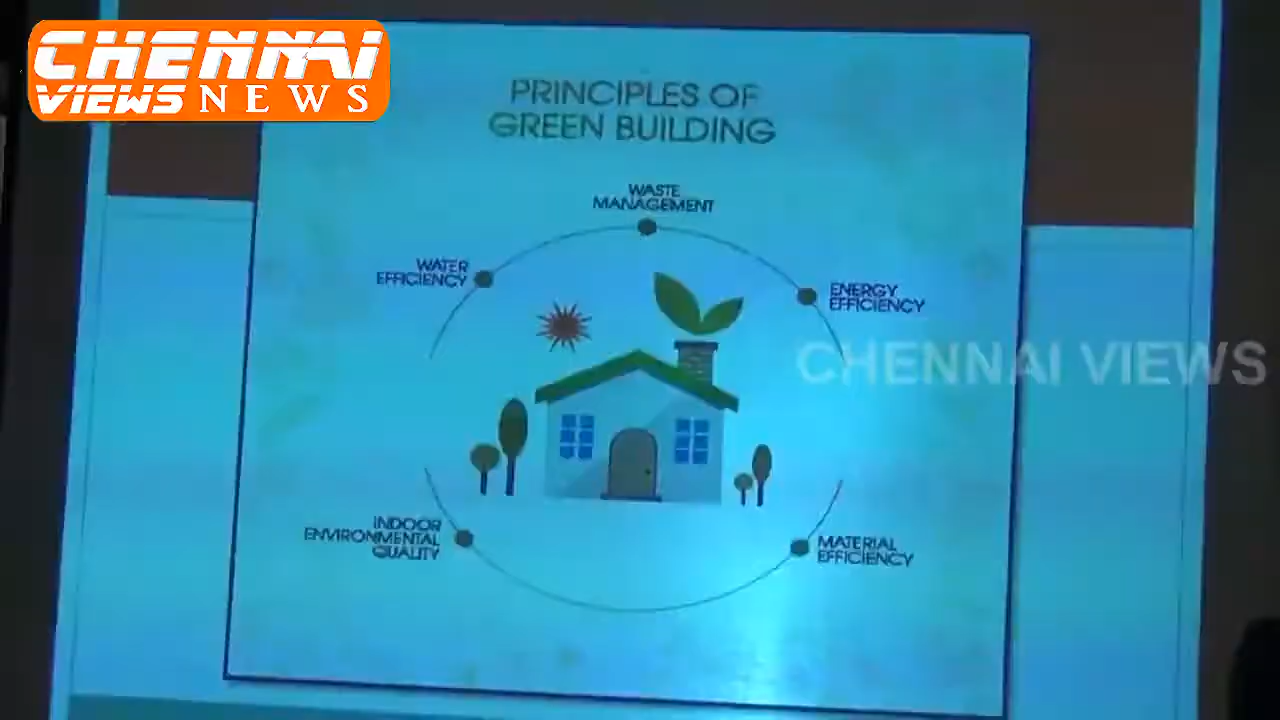 CHENNAI
VIEWS NEWS
PRINCIPLES OF
GREEN BUILDING
WASTE
MANAGEMENT
WATER
EFFICIENCY
ENERGY
EFFICIENCY
CHENNAI VIEWS
INDOOR
ENVIRONMENTAL
QUALITY
MATERIAL
EFFICIENCY